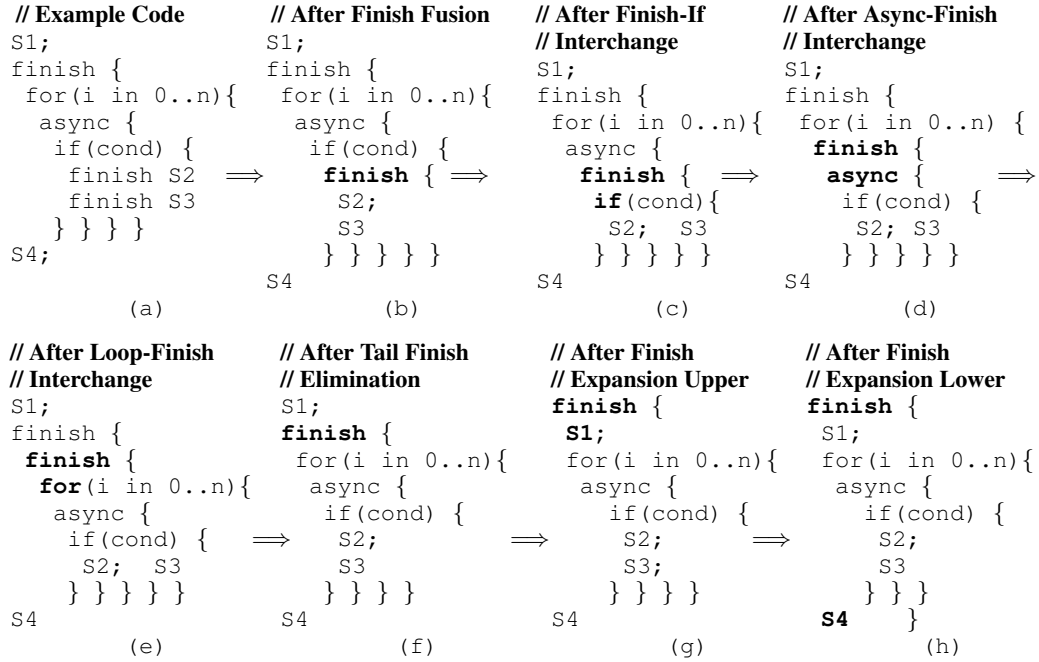 // Example Code
S1;
finish {
for(i in 0..n){
async {
if(cond) {
finish S2
finish S3
} } } }
S4;
(a)
⟹
// After Finish Fusion
S1;
finish {
for(i in 0..n){
async {
if(cond) {
finish {
S2;
S3
} } } } }
S4
(b)
⟹
// After Finish-If
// Interchange
S1;
finish {
for(i in 0..n){
async {
finish {
if(cond){
S2; S3
} } } } }
S4
(c)
⟹
// After Async-Finish
// Interchange
S1;
finish {
for(i in 0..n) {
finish {
async {
if(cond) {
S2; S3
} } } } }
S4
(d)
⟹
// After Loop-Finish
// Interchange
S1;
finish {
finish {
for(i in 0..n){
async {
if(cond) {
S2; S3
} } } } }
S4
(e)
⟹
// After Tail Finish
// Elimination
S1;
finish {
for(i in 0..n){
async {
if(cond) {
S2;
S3
} } } }
S4
(f)
⟹
// After Finish
// Expansion Upper
finish {
S1;
for(i in 0..n){
async {
if(cond) {
S2;
S3;
} } } }
S4
(g)
⟹
// After Finish
// Expansion Lower
finish {
S1;
for(i in 0..n){
async {
if(cond) {
S2;
S3
} } }
S4 }
(h)